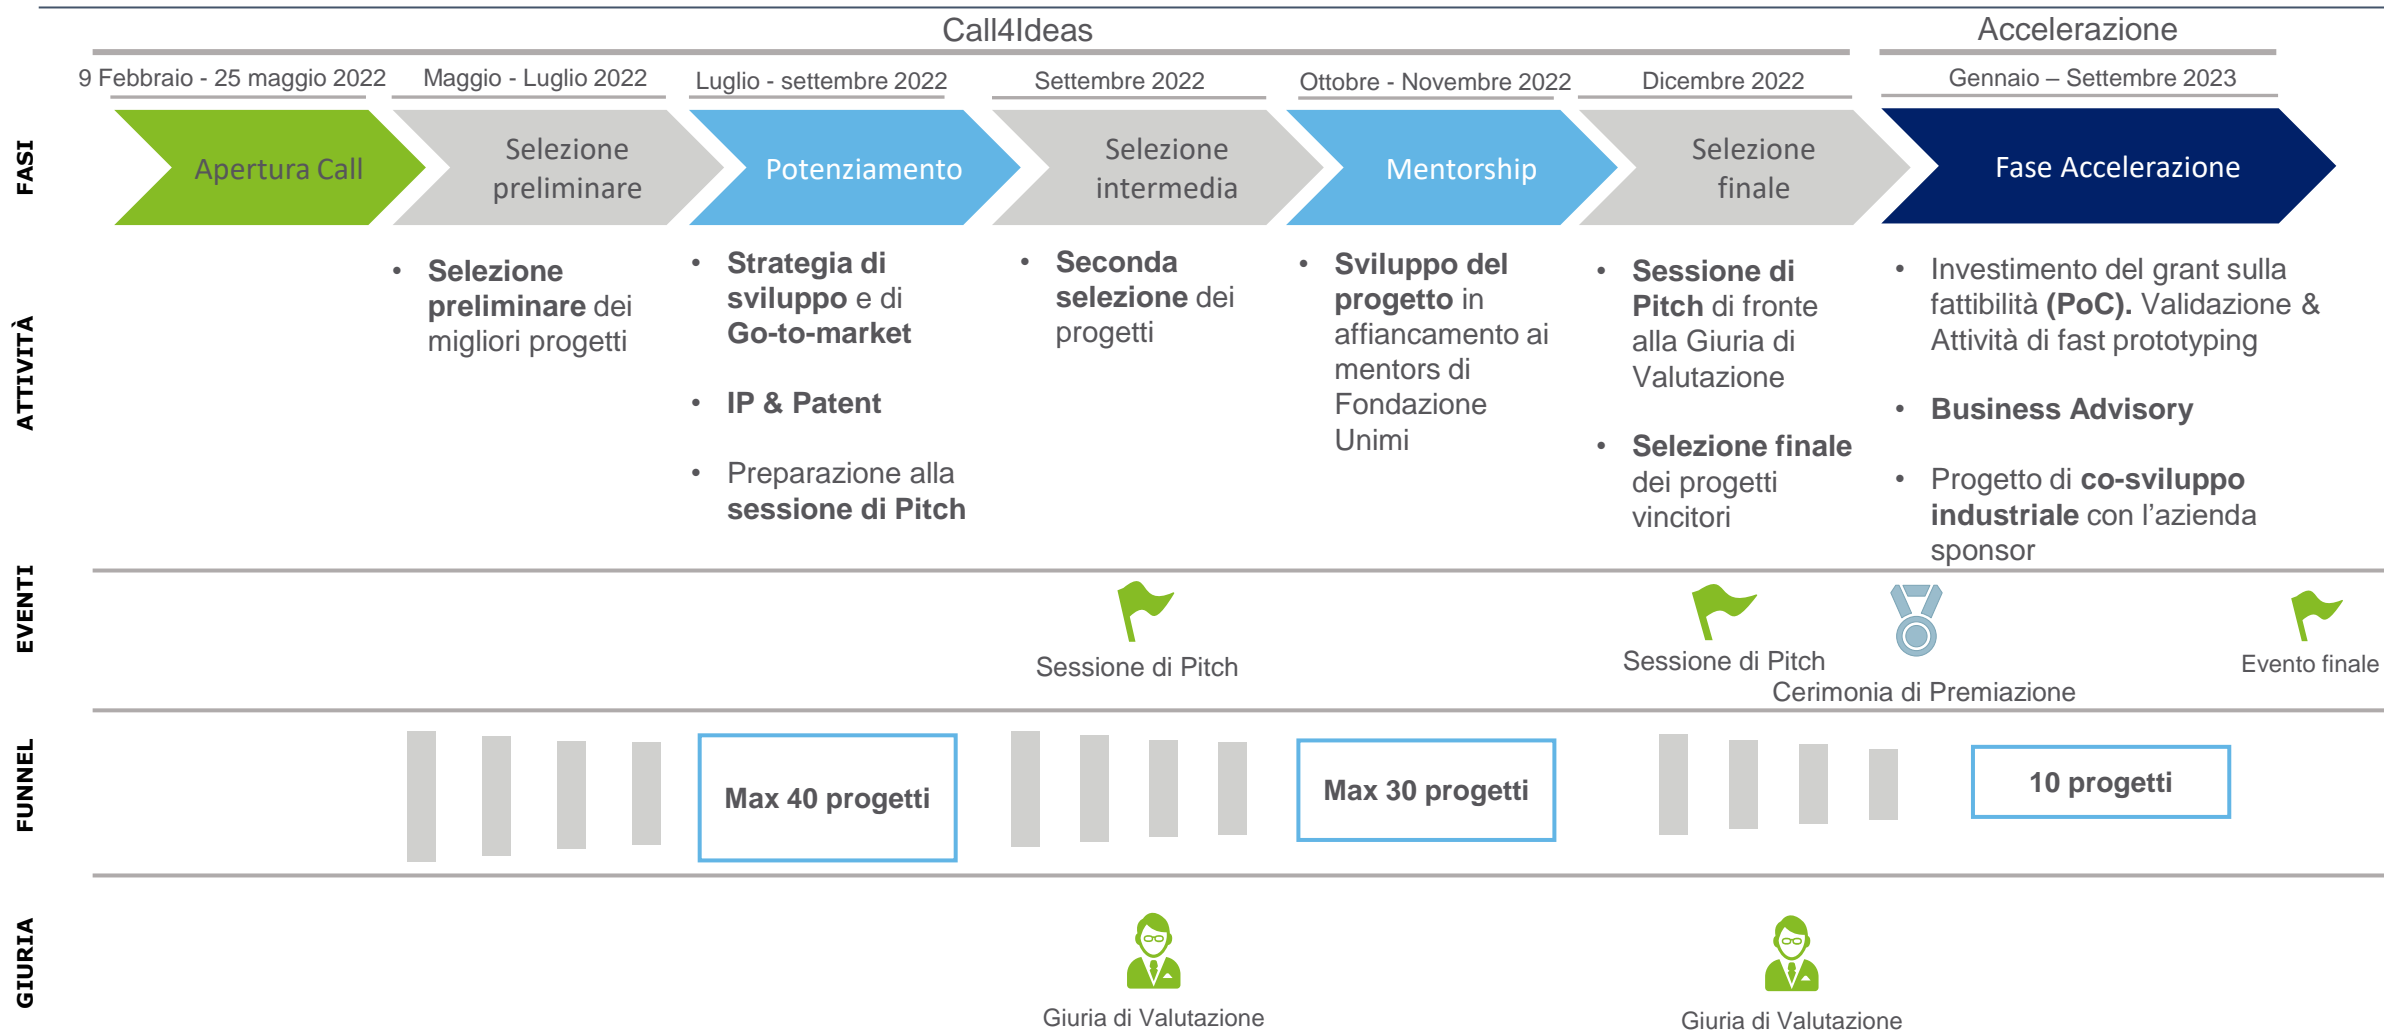 Call4Ideas
Accelerazione
9 Febbraio - 25 maggio 2022
Maggio - Luglio 2022
Luglio - settembre 2022
Settembre 2022
Ottobre - Novembre 2022
Dicembre 2022
Gennaio – Settembre 2023
FASI
Apertura Call
Selezione
preliminare
Potenziamento
Selezione
intermedia
Mentorship
Selezione
finale
Fase Accelerazione
ATTIVITÀ
• Selezione
preliminare dei
migliori progetti
• Strategia di
sviluppo e di
Go-to-market
• IP & Patent
• Preparazione alla
sessione di Pitch
• Seconda
selezione dei
progetti
• Sviluppo del
progetto in
affiancamento ai
mentors di
Fondazione
Unimi
• Sessione di
Pitch di fronte
alla Giuria di
Valutazione
• Selezione finale
dei progetti
vincitori
• Investimento del grant sulla
fattibilità (PoC). Validazione &
Attività di fast prototyping
• Business Advisory
• Progetto di co-sviluppo
industriale con l’azienda
sponsor
EVENTI
Sessione di Pitch
Sessione di Pitch
Cerimonia di Premiazione
Evento finale
FUNNEL
Max 40 progetti
Max 30 progetti
10 progetti
GIURIA
Giuria di Valutazione
Giuria di Valutazione